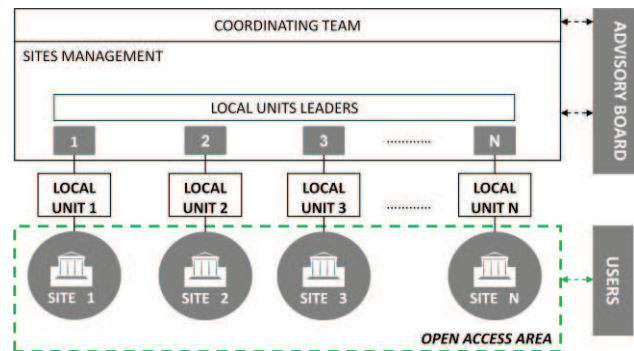 COORDINATING TEAM
SITES MANAGEMENT
LOCAL UNITS LEADERS
1 2 3 ............ N
LOCAL UNIT 1
LOCAL UNIT 2
LOCAL UNIT 3
............
LOCAL UNIT N
SITE 1
SITE 2
SITE 3
SITE N
OPEN ACCESS AREA
ADVISORY BOARD
USERS